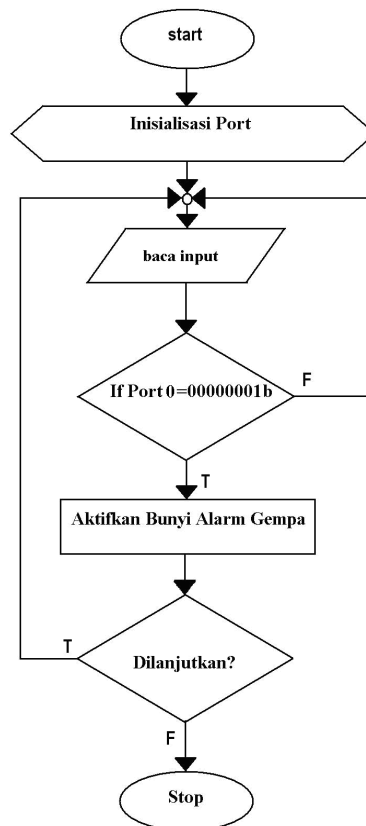 start
Inisialisasi Port
baca input
If Port 0=00000001b
F
T
Aktifkan Bunyi Alarm Gempa
Dilanjutkan?
T
F
Stop